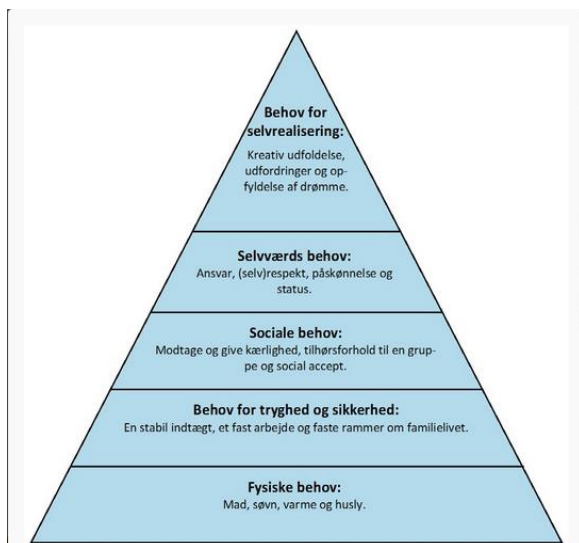 Behov for
selvrealisering:
Kreativ udfoldelse,
udfordringer og op-
fyldelse af drømme.
Selvværds behov:
Ansvar, (selv)respekt, påskønnelse og
status.
Sociale behov:
Modtage og give kærlighed, tilhørsforhold til en grup-
pe og social accept.
Behov for tryghed og sikkerhed:
En stabil indtægt, et fast arbejde og faste rammer om familielivet.
Fysiske behov:
Mad, søvn, varme og husly.